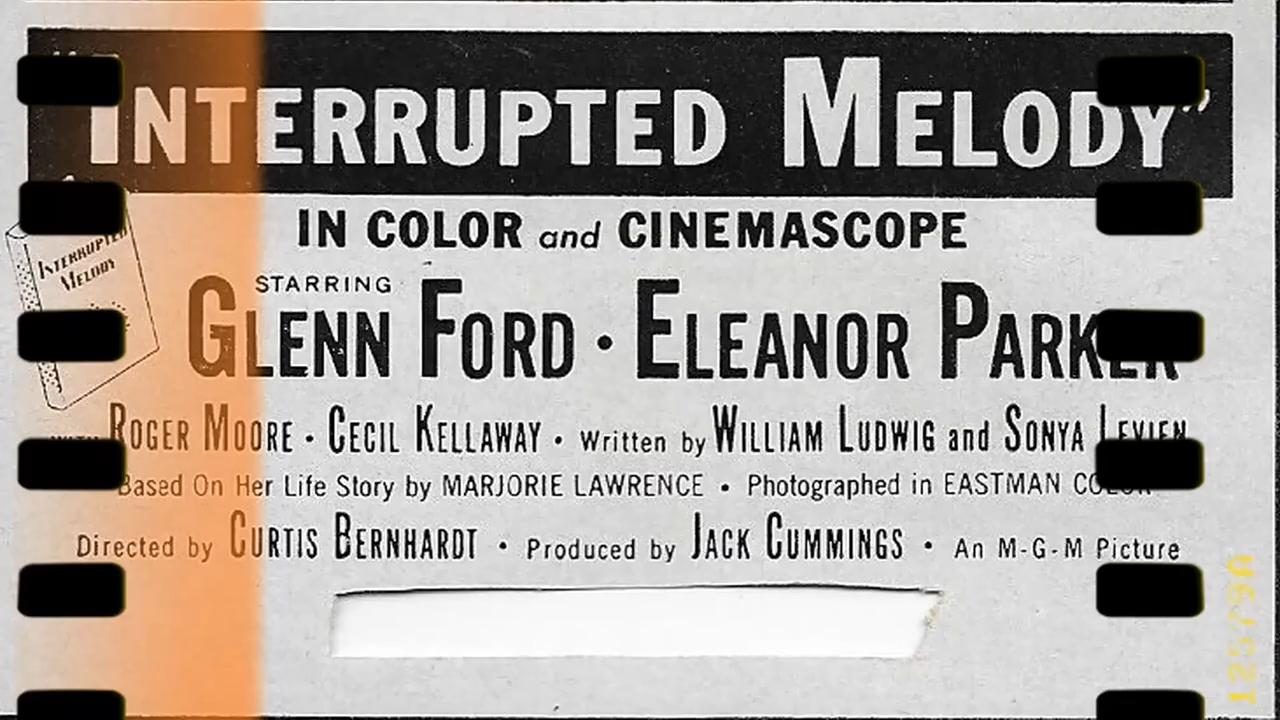 "INTERRUPTED MELODY"
IN COLOR and CINEMASCOPE
INTERRUPTED
MELODY
STARRING
GLENN FORD · ELEANOR PARKER
WITH ROGER MOORE · CECIL KELLAWAY · Written by WILLIAM LUDWIG and SONYA LEVIEN
Based On Her Life Story by MARJORIE LAWRENCE · Photographed in EASTMAN COLOR
Directed by CURTIS BERNHARDT · Produced by JACK CUMMINGS · An M-G-M Picture